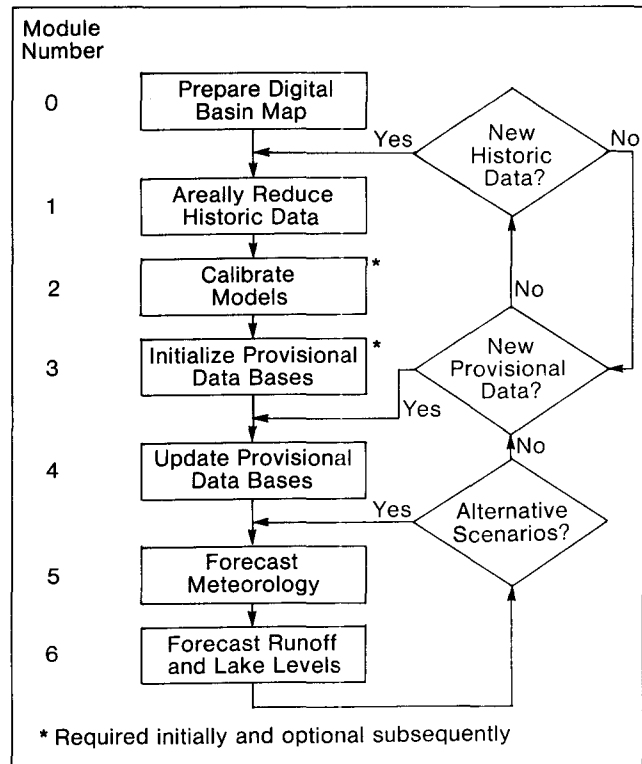 Module
Number
0
Prepare Digital
Basin Map
Yes
New
Historic
Data?
No
1
Areally Reduce
Historic Data
2
Calibrate
Models
*
No
3
Initialize Provisional
Data Bases
*
New
Provisional
Data?
Yes
No
4
Update Provisional
Data Bases
Yes
Alternative
Scenarios?
5
Forecast
Meteorology
6
Forecast Runoff
and Lake Levels
* Required initially and optional subsequently